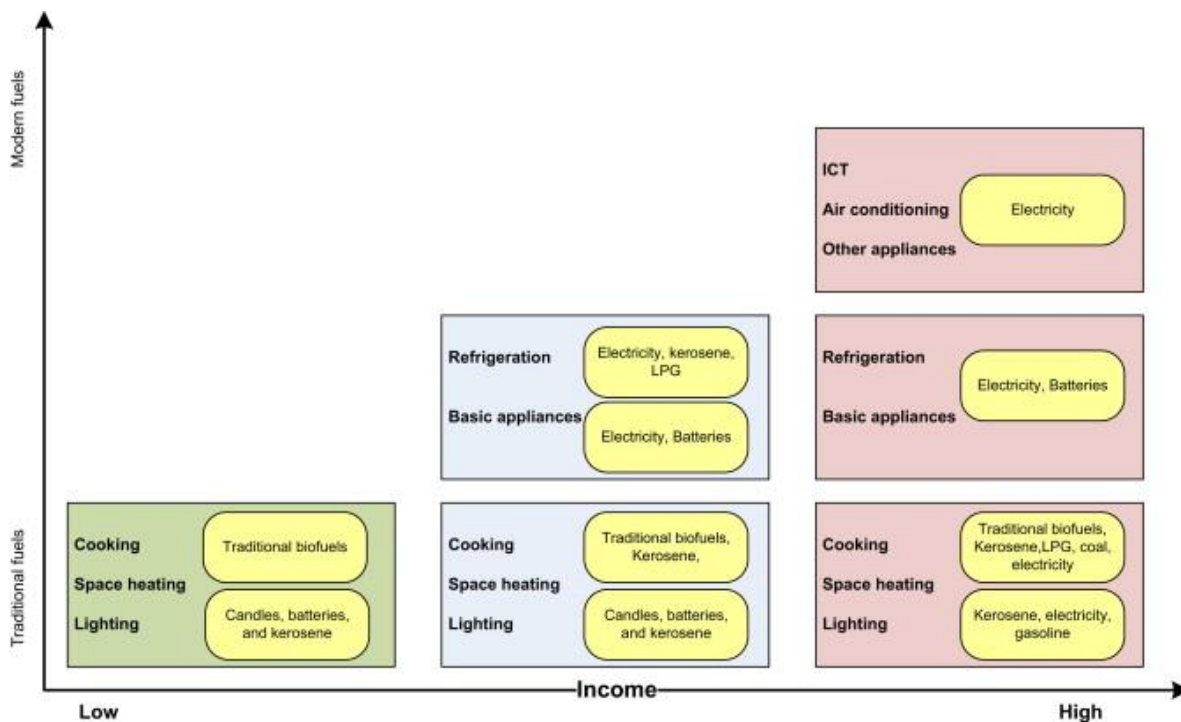 Modern fuels
ICT
Air conditioning
Other appliances
Electricity
Refrigeration
Basic appliances
Electricity, kerosene,
LPG
Electricity, Batteries
Refrigeration
Basic appliances
Electricity, Batteries
Traditional fuels
Cooking
Space heating
Lighting
Traditional biofuels
Candles, batteries,
and kerosene
Cooking
Space heating
Lighting
Traditional biofuels,
Kerosene,
Candles, batteries,
and kerosene
Cooking
Space heating
Lighting
Traditional biofuels,
Kerosene,LPG, coal,
electricity
Kerosene, electricity,
gasoline
Low
Income
High